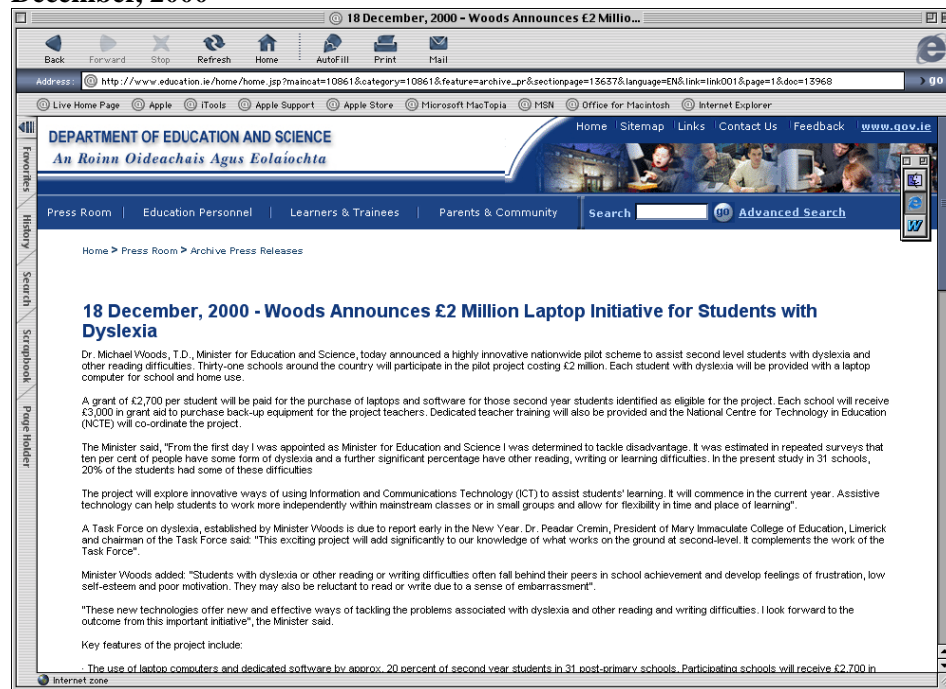 December, 2000
18 December, 2000 - Woods Announces £2 Millio...
Back Forward Stop Refresh Home AutoFill Print Mail
Address: http://www.education.ie/home/home.jsp?maincat=10861&category=10861&feature=archive_pr&sectionpage=13637&language=EN&link=link001&page=1&doc=13968 go
Live Home Page Apple iTools Apple Support Apple Store Microsoft MacTopia MSN Office for Macintosh Internet Explorer
Favorites
History
Search
Scrapbook
Page Holder
Home Sitemap Links Contact Us Feedback www.gov.ie
DEPARTMENT OF EDUCATION AND SCIENCE
An Roinn Oideachais Agus Eolaíochta
Press Room | Education Personnel | Learners & Trainees | Parents & Community Search go Advanced Search
Home > Press Room > Archive Press Releases
18 December, 2000 - Woods Announces £2 Million Laptop Initiative for Students with
Dyslexia
Dr. Michael Woods, T.D., Minister for Education and Science, today announced a highly innovative nationwide pilot scheme to assist second level students with dyslexia and
other reading difficulties. Thirty-one schools around the country will participate in the pilot project costing £2 million. Each student with dyslexia will be provided with a laptop
computer for school and home use.
A grant of £2,700 per student will be paid for the purchase of laptops and software for those second year students identified as eligible for the project. Each school will receive
£3,000 in grant aid to purchase back-up equipment for the project teachers. Dedicated teacher training will also be provided and the National Centre for Technology in Education
(NCTE) will co-ordinate the project.
The Minister said, "From the first day I was appointed as Minister for Education and Science I was determined to tackle disadvantage. It was estimated in repeated surveys that
ten per cent of people have some form of dyslexia and a further significant percentage have other reading, writing or learning difficulties. In the present study in 31 schools,
20% of the students had some of these difficulties
The project will explore innovative ways of using Information and Communications Technology (ICT) to assist students' learning. It will commence in the current year. Assistive
technology can help students to work more independently within mainstream classes or in small groups and allow for flexibility in time and place of learning".
A Task Force on dyslexia, established by Minister Woods is due to report early in the New Year. Dr. Peadar Cremin, President of Mary Immaculate College of Education, Limerick
and chairman of the Task Force said: "This exciting project will add significantly to our knowledge of what works on the ground at second-level. It complements the work of the
Task Force".
Minister Woods added: "Students with dyslexia or other reading or writing difficulties often fall behind their peers in school achievement and develop feelings of frustration, low
self-esteem and poor motivation. They may also be reluctant to read or write due to a sense of embarrassment".
"These new technologies offer new and effective ways of tackling the problems associated with dyslexia and other reading and writing difficulties. I look forward to the
outcome from this important initiative", the Minister said.
Key features of the project include:
· The use of laptop computers and dedicated software by approx. 20 percent of second year students in 31 post-primary schools. Participating schools will receive £2,700 in
Internet zone